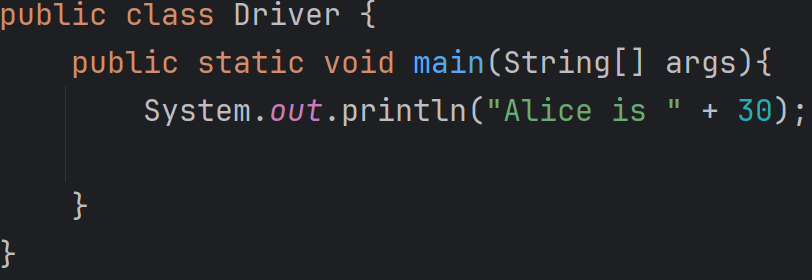 public class Driver {
    public static void main(String[] args){
        System.out.println("Alice is " + 30);
    }
}